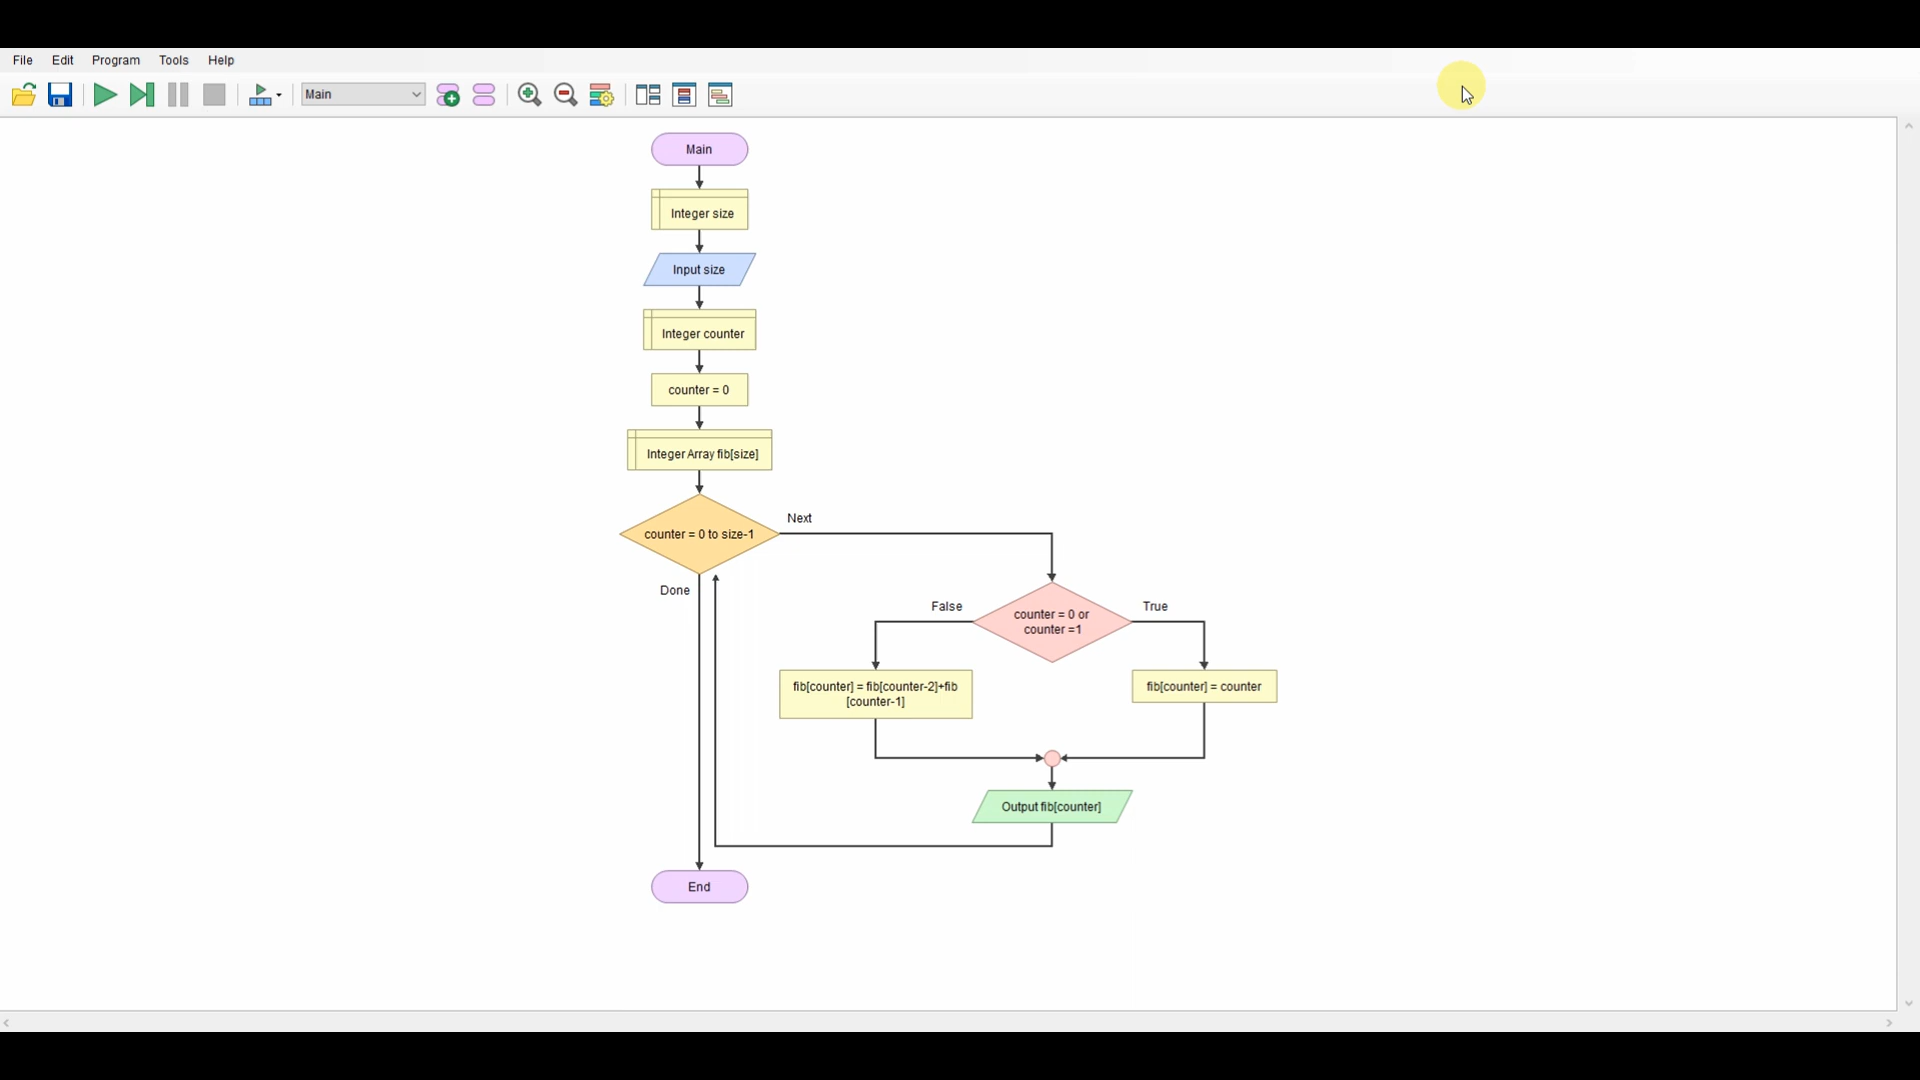 File Edit Program Tools Help
Main
Main
Integer size
Input size
Integer counter
counter = 0
Integer Array fib[size]
Next
counter = 0 to size-1
Done
False
True
counter = 0 or
counter =1
fib[counter] = fib[counter-2]+fib
[counter-1]
fib[counter] = counter
Output fib[counter]
End